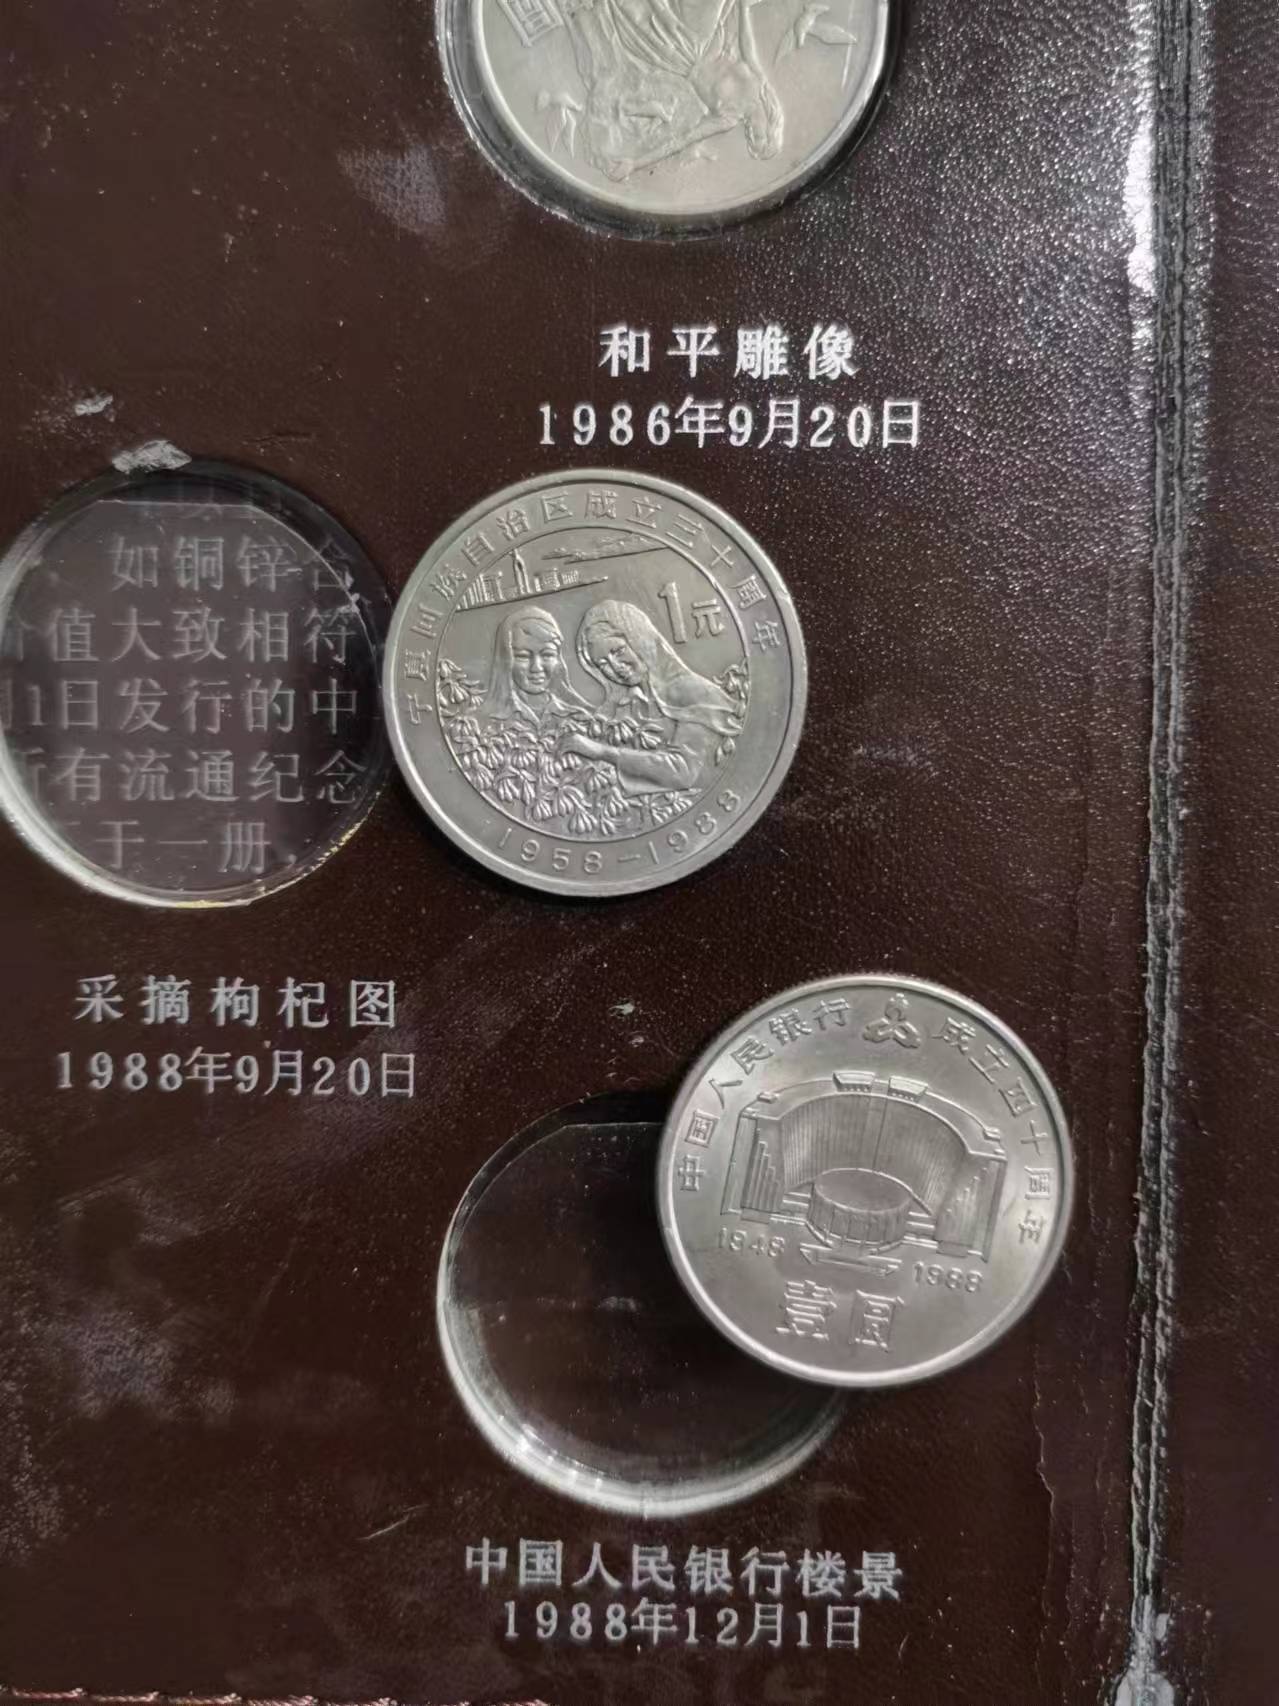 和平雕像
1986年9月20日
宁夏回族自治区成立三十周年
1元
1958-1988
如铜锌合
价值大致相符
1日发行的中
所有流通纪念
于一册,
采摘枸杞图
1988年9月20日
中国人民银行成立四十周年
1948 1988
壹圆
中国人民银行楼景
1988年12月1日